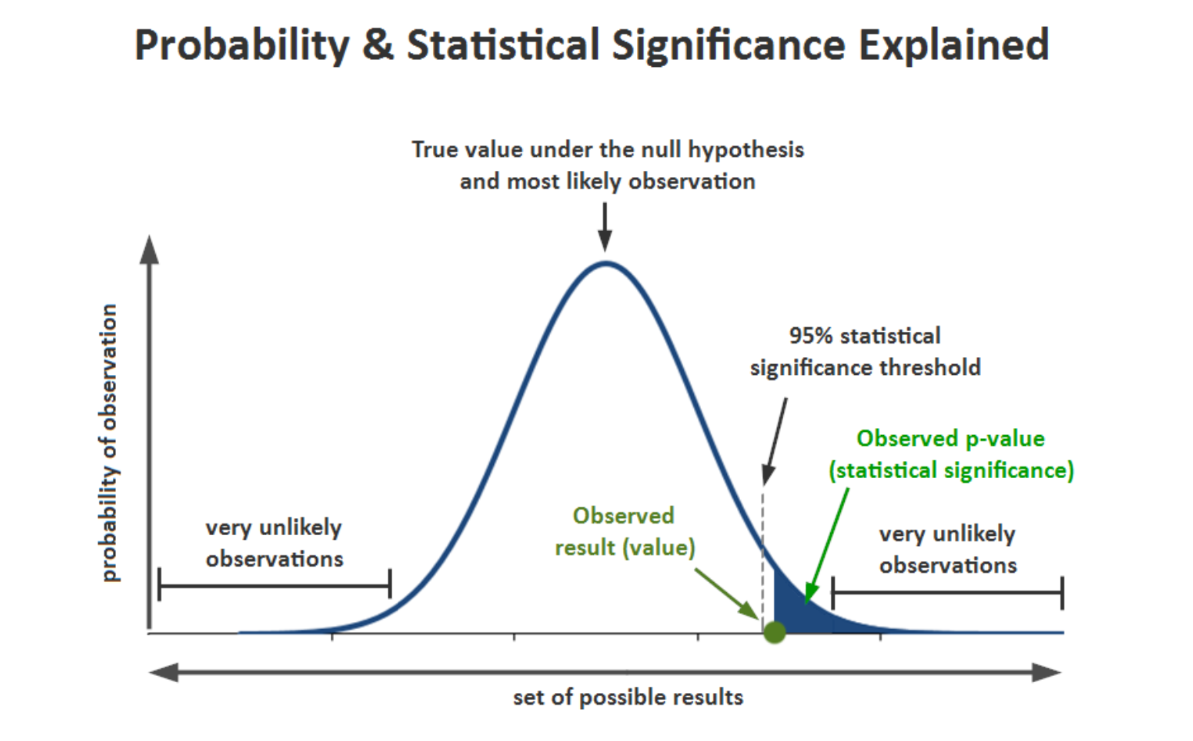 Probability & Statistical Significance Explained
True value under the null hypothesis
and most likely observation
probability of observation
95% statistical
significance threshold
Observed p-value
(statistical significance)
Observed
result (value)
very unlikely
observations
very unlikely
observations
set of possible results